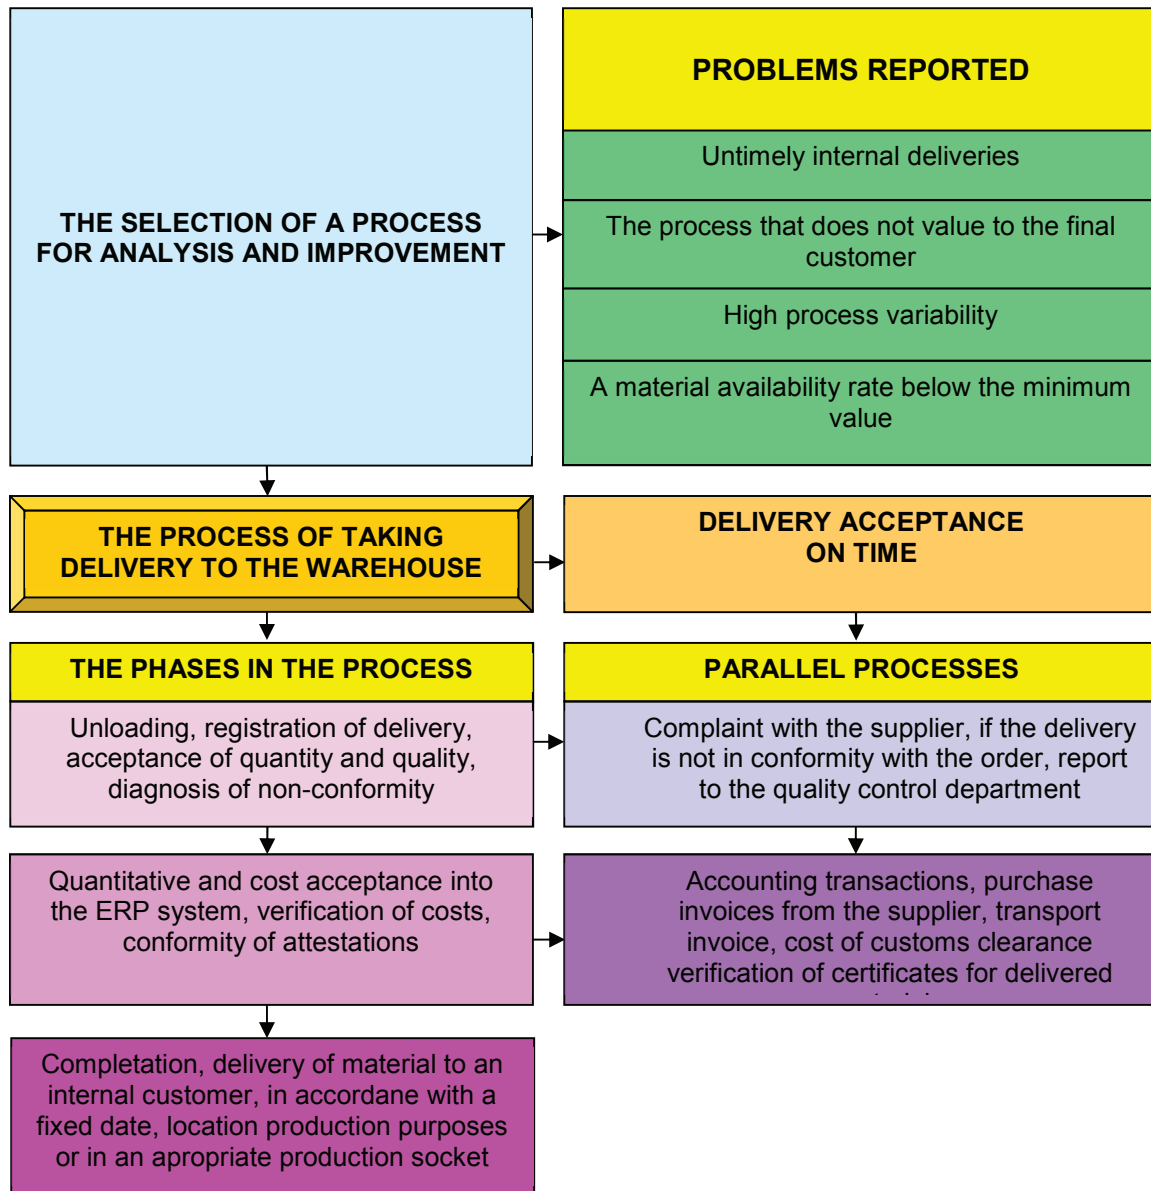 THE SELECTION OF A PROCESS
FOR ANALYSIS AND IMPROVEMENT
PROBLEMS REPORTED
Untimely internal deliveries
The process that does not value to the final
customer
High process variability
A material availability rate below the minimum
value
THE PROCESS OF TAKING
DELIVERY TO THE WAREHOUSE
DELIVERY ACCEPTANCE
ON TIME
THE PHASES IN THE PROCESS
PARALLEL PROCESSES
Unloading, registration of delivery,
acceptance of quantity and quality,
diagnosis of non-conformity
Complaint with the supplier, if the delivery
is not in conformity with the order, report
to the quality control department
Quantitative and cost acceptance into
the ERP system, verification of costs,
conformity of attestations
Accounting transactions, purchase
invoices from the supplier, transport
invoice, cost of customs clearance
verification of certificates for delivered
Completation, delivery of material to an
internal customer, in accordane with a
fixed date, location production purposes
or in an apropriate production socket